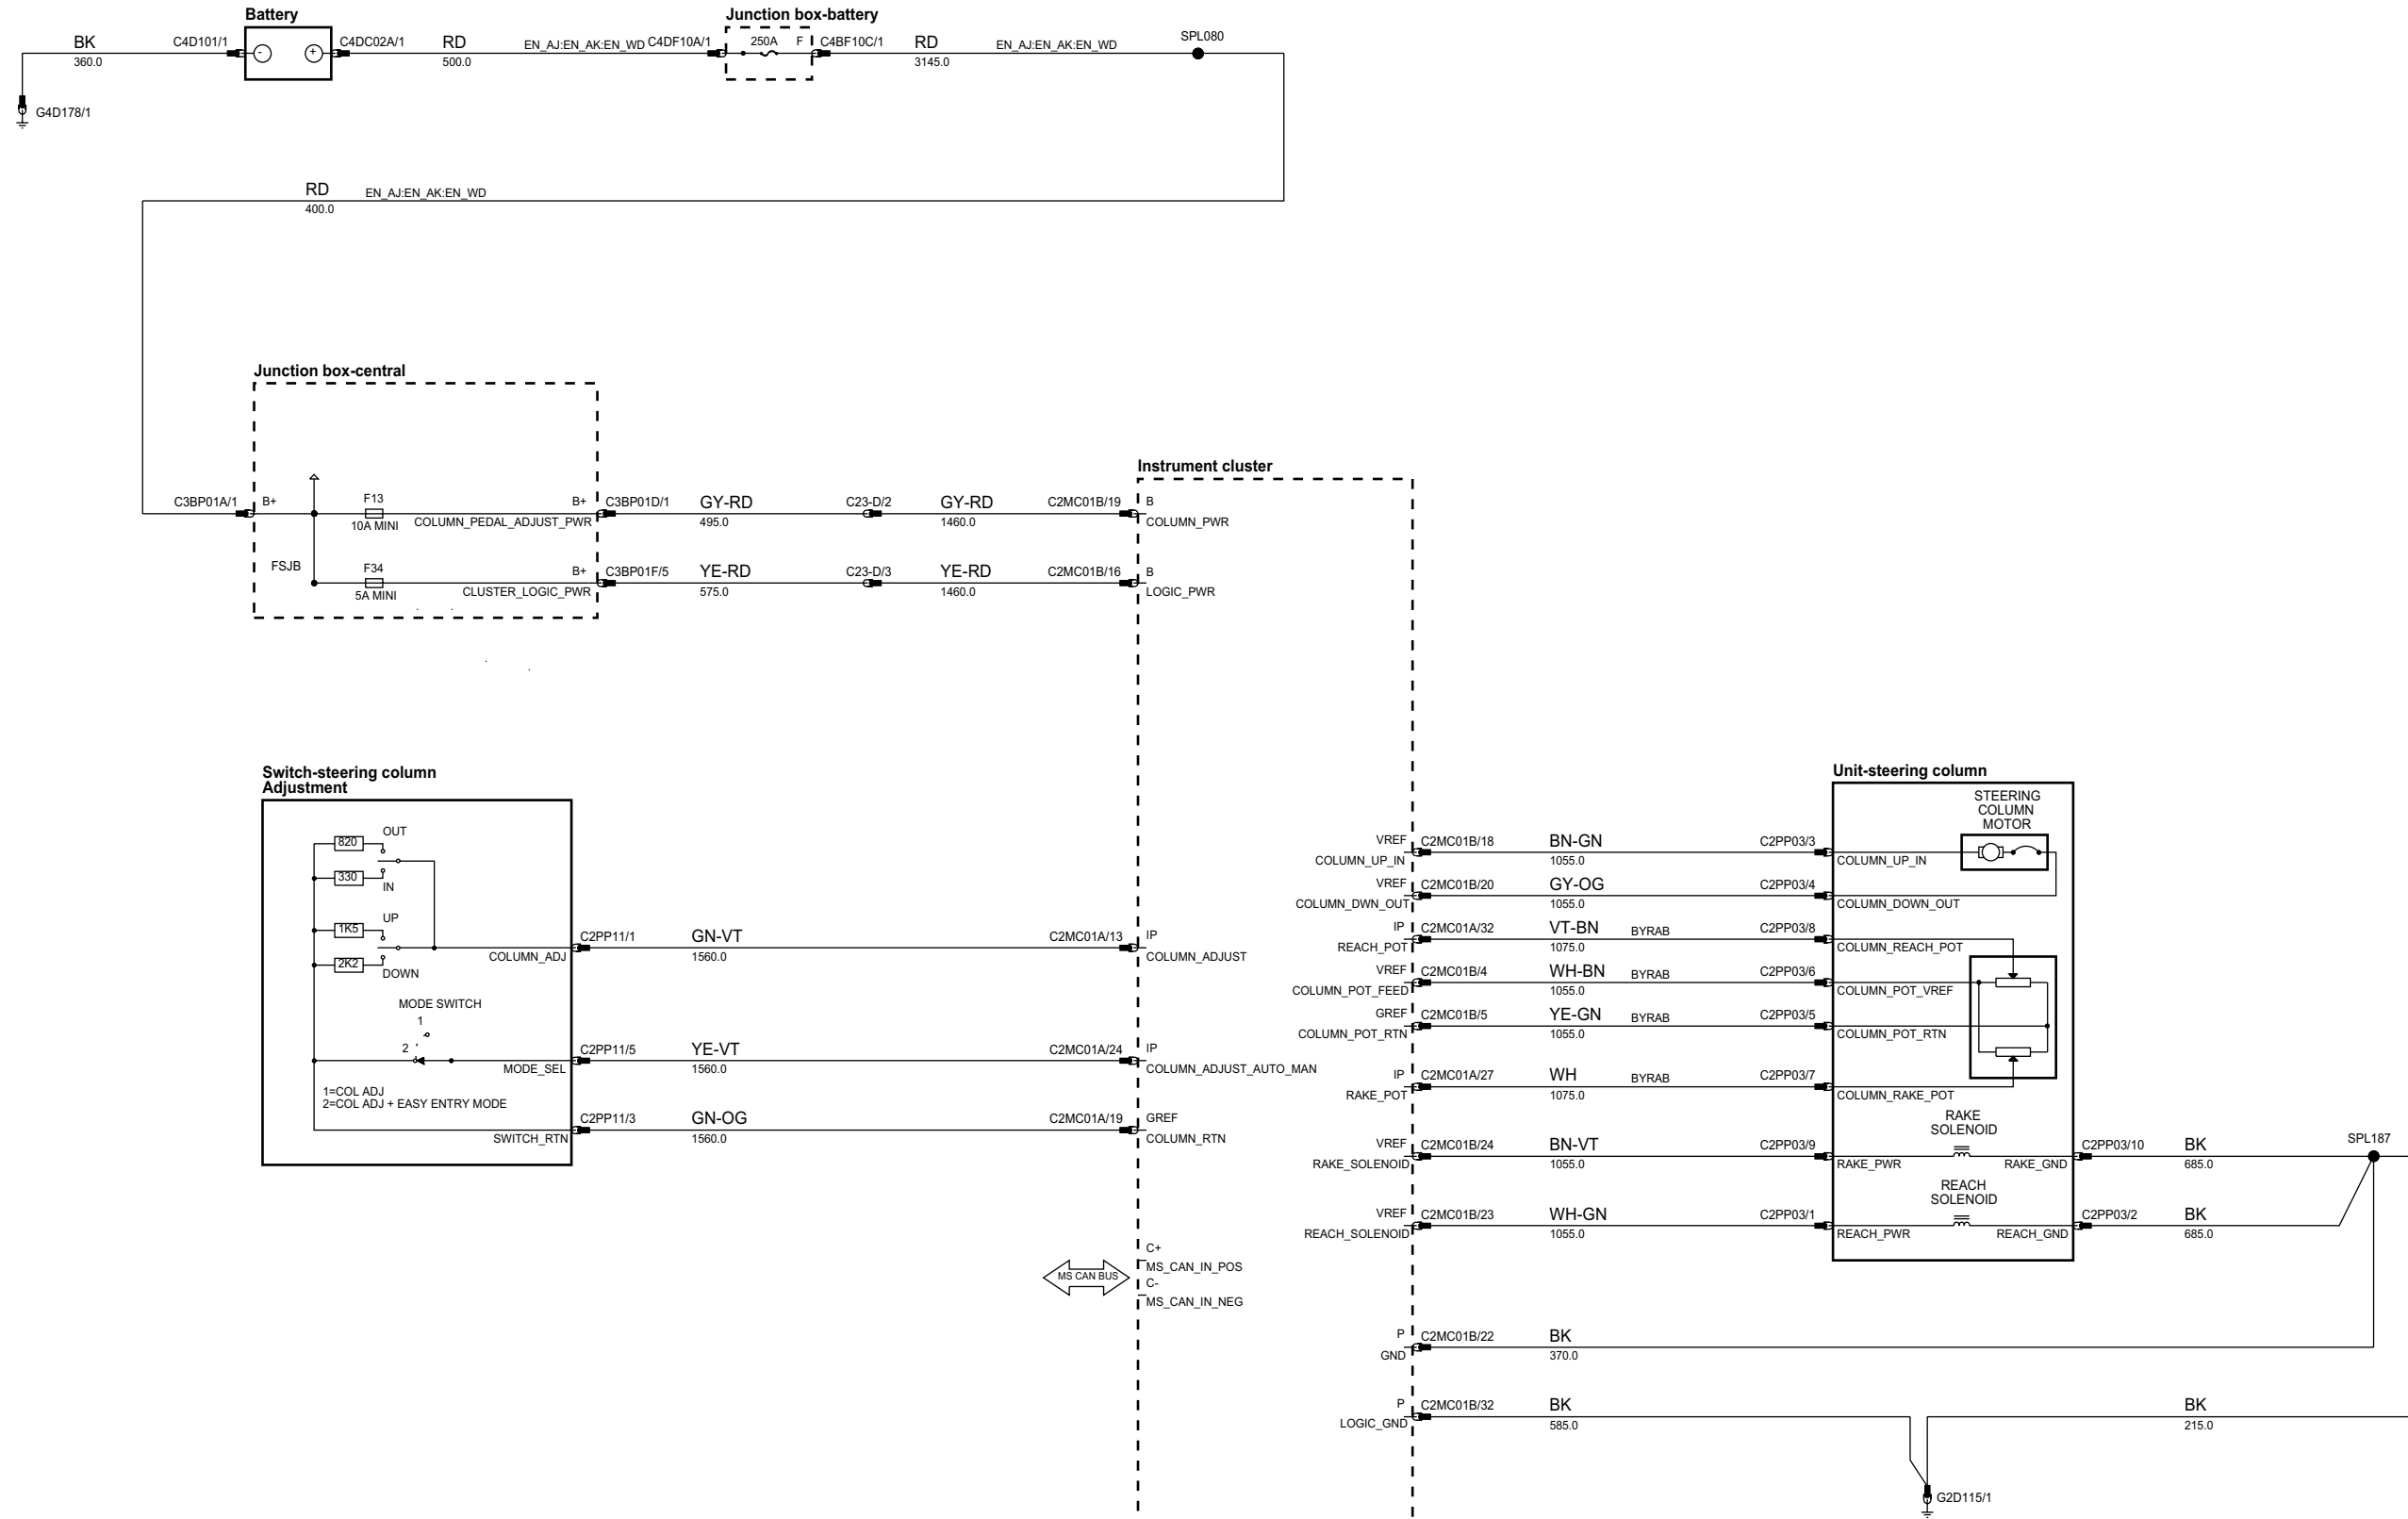 Battery
Junction box-battery
BK
360.0
C4D101/1
-
+
C4DC02A/1
RD
500.0
EN_AJ:EN_AK:EN_WD
C4DF10A/1
250A
F
C4BF10C/1
RD
3145.0
EN_AJ:EN_AK:EN_WD
SPL080
G4D178/1
RD
400.0
EN_AJ:EN_AK:EN_WD
Junction box-central
C3BP01A/1
B+
F13
10A MINI
B+
COLUMN_PEDAL_ADJUST_PWR
C3BP01D/1
GY-RD
495.0
C23-D/2
GY-RD
1460.0
C2MC01B/19
FSJB
F34
5A MINI
B+
CLUSTER_LOGIC_PWR
C3BP01F/5
YE-RD
575.0
C23-D/3
YE-RD
1460.0
C2MC01B/16
Instrument cluster
B
COLUMN_PWR
B
LOGIC_PWR
Switch-steering column
Adjustment
820
OUT
330
IN
1K5
UP
2K2
DOWN
MODE SWITCH
1
2
1=COL ADJ
2=COL ADJ + EASY ENTRY MODE
COLUMN_ADJ
C2PP11/1
GN-VT
1560.0
C2MC01A/13
IP
COLUMN_ADJUST
MODE_SEL
C2PP11/5
YE-VT
1560.0
C2MC01A/24
IP
COLUMN_ADJUST_AUTO_MAN
SWITCH_RTN
C2PP11/3
GN-OG
1560.0
C2MC01A/19
GREF
COLUMN_RTN
MS CAN BUS
C+
MS_CAN_IN_POS
C-
MS_CAN_IN_NEG
Unit-steering column
STEERING
COLUMN
MOTOR
VREF
COLUMN_UP_IN
C2MC01B/18
BN-GN
1055.0
C2PP03/3
COLUMN_UP_IN
VREF
COLUMN_DWN_OUT
C2MC01B/20
GY-OG
1055.0
C2PP03/4
COLUMN_DOWN_OUT
IP
REACH_POT
C2MC01A/32
VT-BN
1075.0
BYRAB
C2PP03/8
COLUMN_REACH_POT
VREF
COLUMN_POT_FEED
C2MC01B/4
WH-BN
1055.0
BYRAB
C2PP03/6
COLUMN_POT_VREF
GREF
COLUMN_POT_RTN
C2MC01B/5
YE-GN
1055.0
BYRAB
C2PP03/5
COLUMN_POT_RTN
IP
RAKE_POT
C2MC01A/27
WH
1075.0
BYRAB
C2PP03/7
COLUMN_RAKE_POT
RAKE
SOLENOID
VREF
RAKE_SOLENOID
C2MC01B/24
BN-VT
1055.0
C2PP03/9
RAKE_PWR
RAKE_GND
C2PP03/10
BK
685.0
SPL187
REACH
SOLENOID
VREF
REACH_SOLENOID
C2MC01B/23
WH-GN
1055.0
C2PP03/1
REACH_PWR
REACH_GND
C2PP03/2
BK
685.0
P
GND
C2MC01B/22
BK
370.0
P
LOGIC_GND
C2MC01B/32
BK
585.0
BK
215.0
G2D115/1